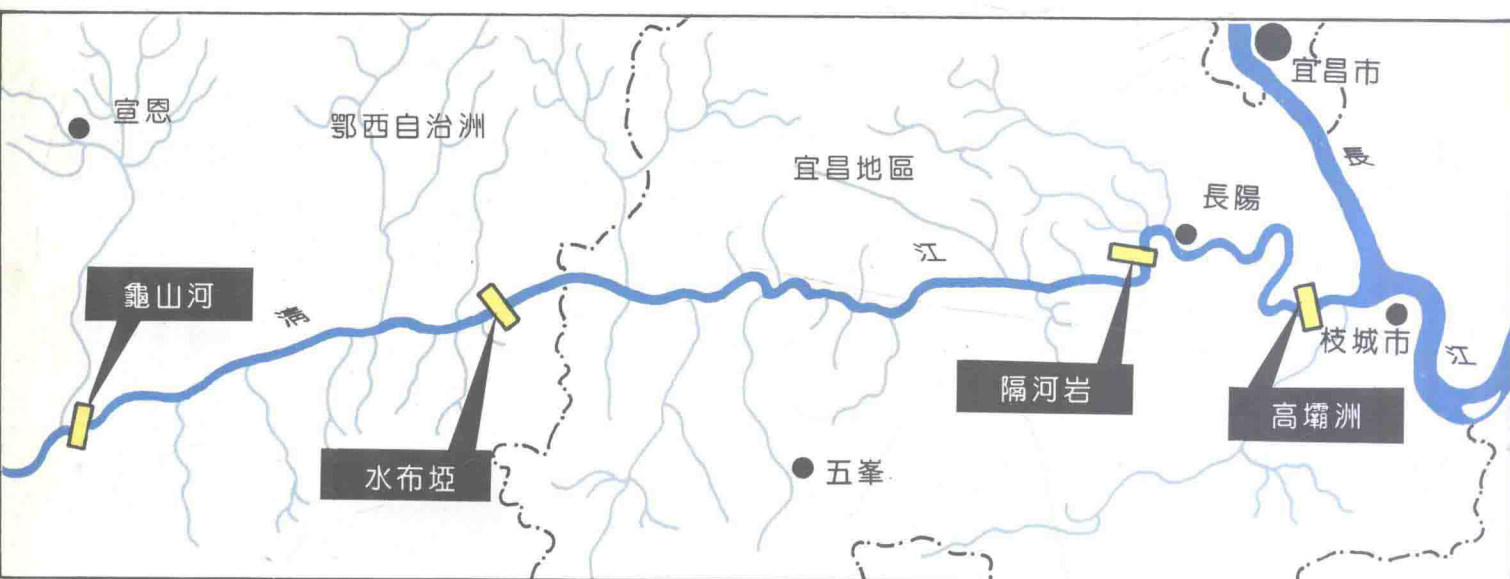 宜昌市
宣恩
鄂西自治洲
長
宜昌地區
長陽
江
龜山河
清
枝城市
江
隔河岩
高壩洲
水布埡
五峯